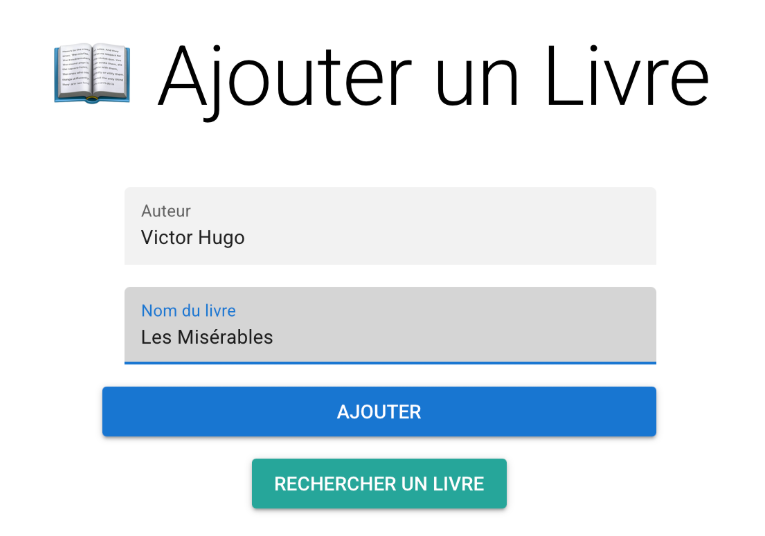 Ajouter un Livre
Auteur
Victor Hugo
Nom du livre
Les Misérables
AJOUTER
RECHERCHER UN LIVRE